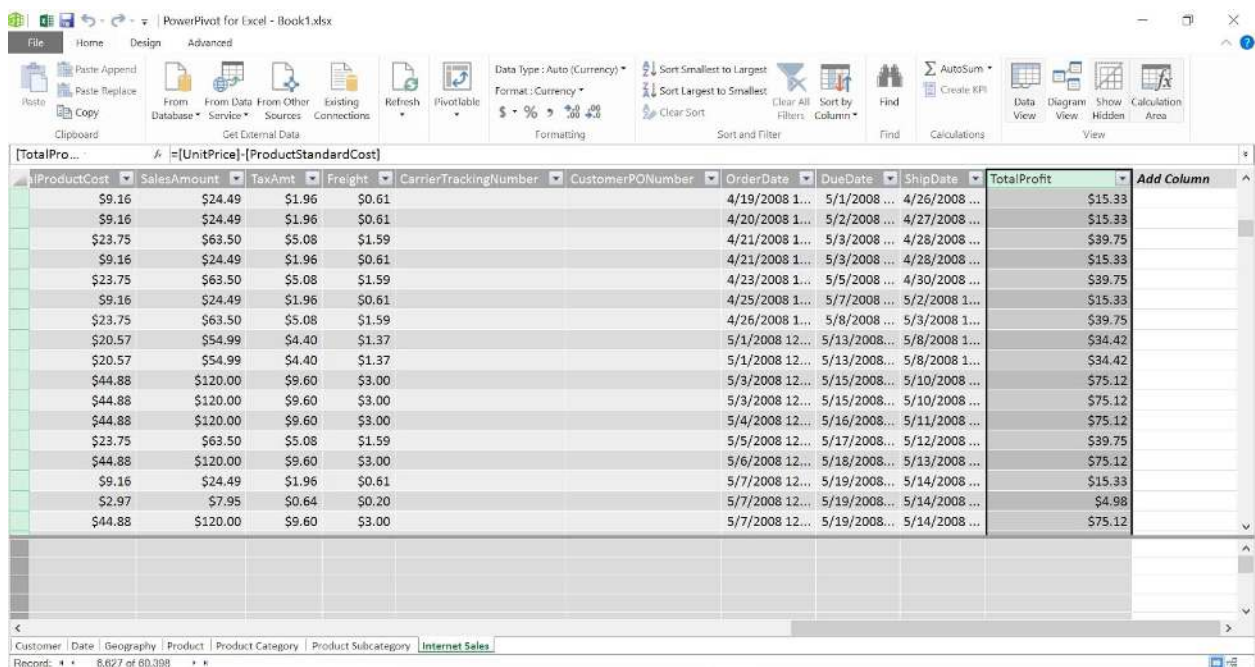 PowerPivot for Excel - Book1.xlsx
File Home Design Advanced
Paste
Paste Append
Paste Replace
Copy
Clipboard
From Database
From Data Service
From Other Sources
Existing Connections
Get External Data
Refresh
PivotTable
Data Type : Auto (Currency)
Format : Currency
$ % , .00 .00
Formatting
Sort Smallest to Largest
Sort Largest to Smallest
Clear Sort
Clear All Filters
Sort by Column
Sort and Filter
Find
Find
AutoSum
Create KPI
Calculations
Data View
Diagram View
Show Hidden
Calculation Area
View
[TotalPro... fx =[UnitPrice]-[ProductStandardCost]
alProductCost SalesAmount TaxAmt Freight CarrierTrackingNumber CustomerPONumber OrderDate DueDate ShipDate TotalProfit Add Column
$9.16 $24.49 $1.96 $0.61 4/19/2008 1... 5/1/2008 ... 4/26/2008 ... $15.33
$9.16 $24.49 $1.96 $0.61 4/20/2008 1... 5/2/2008 ... 4/27/2008 ... $15.33
$23.75 $63.50 $5.08 $1.59 4/21/2008 1... 5/3/2008 ... 4/28/2008 ... $39.75
$9.16 $24.49 $1.96 $0.61 4/21/2008 1... 5/3/2008 ... 4/28/2008 ... $15.33
$23.75 $63.50 $5.08 $1.59 4/23/2008 1... 5/5/2008 ... 4/30/2008 ... $39.75
$9.16 $24.49 $1.96 $0.61 4/25/2008 1... 5/7/2008 ... 5/2/2008 1... $15.33
$23.75 $63.50 $5.08 $1.59 4/26/2008 1... 5/8/2008 ... 5/3/2008 1... $39.75
$20.57 $54.99 $4.40 $1.37 5/1/2008 12... 5/13/2008... 5/8/2008 1... $34.42
$20.57 $54.99 $4.40 $1.37 5/1/2008 12... 5/13/2008... 5/8/2008 1... $34.42
$44.88 $120.00 $9.60 $3.00 5/3/2008 12... 5/15/2008... 5/10/2008 ... $75.12
$44.88 $120.00 $9.60 $3.00 5/3/2008 12... 5/15/2008... 5/10/2008 ... $75.12
$44.88 $120.00 $9.60 $3.00 5/4/2008 12... 5/16/2008... 5/11/2008 ... $75.12
$23.75 $63.50 $5.08 $1.59 5/5/2008 12... 5/17/2008... 5/12/2008 ... $39.75
$44.88 $120.00 $9.60 $3.00 5/6/2008 12... 5/18/2008... 5/13/2008 ... $75.12
$9.16 $24.49 $1.96 $0.61 5/7/2008 12... 5/19/2008... 5/14/2008 ... $15.33
$2.97 $7.95 $0.64 $0.20 5/7/2008 12... 5/19/2008... 5/14/2008 ... $4.98
$44.88 $120.00 $9.60 $3.00 5/7/2008 12... 5/19/2008... 5/14/2008 ... $75.12
Customer Date Geography Product Product Category Product Subcategory Internet Sales
Record: 8,627 of 60,398